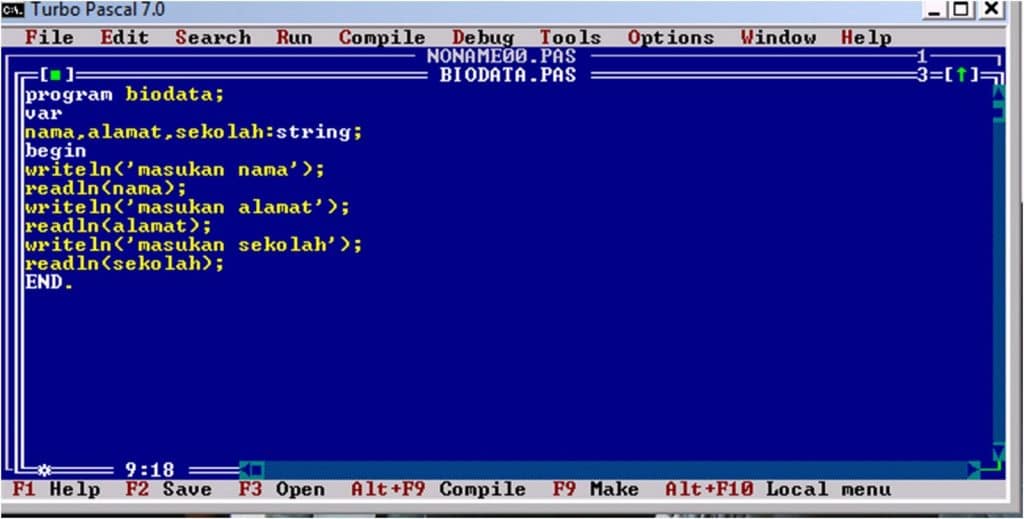 Turbo Pascal 7.0
File Edit Search Run Compile Debug Tools Options Window Help
NONAME00.PAS 1
[■] BIODATA.PAS 3=[↑]
program biodata;
var
nama,alamat,sekolah:string;
begin
writeln('masukan nama');
readln(nama);
writeln('masukan alamat');
readln(alamat);
writeln('masukan sekolah');
readln(sekolah);
END.
9:18
F1 Help F2 Save F3 Open Alt+F9 Compile F9 Make Alt+F10 Local menu